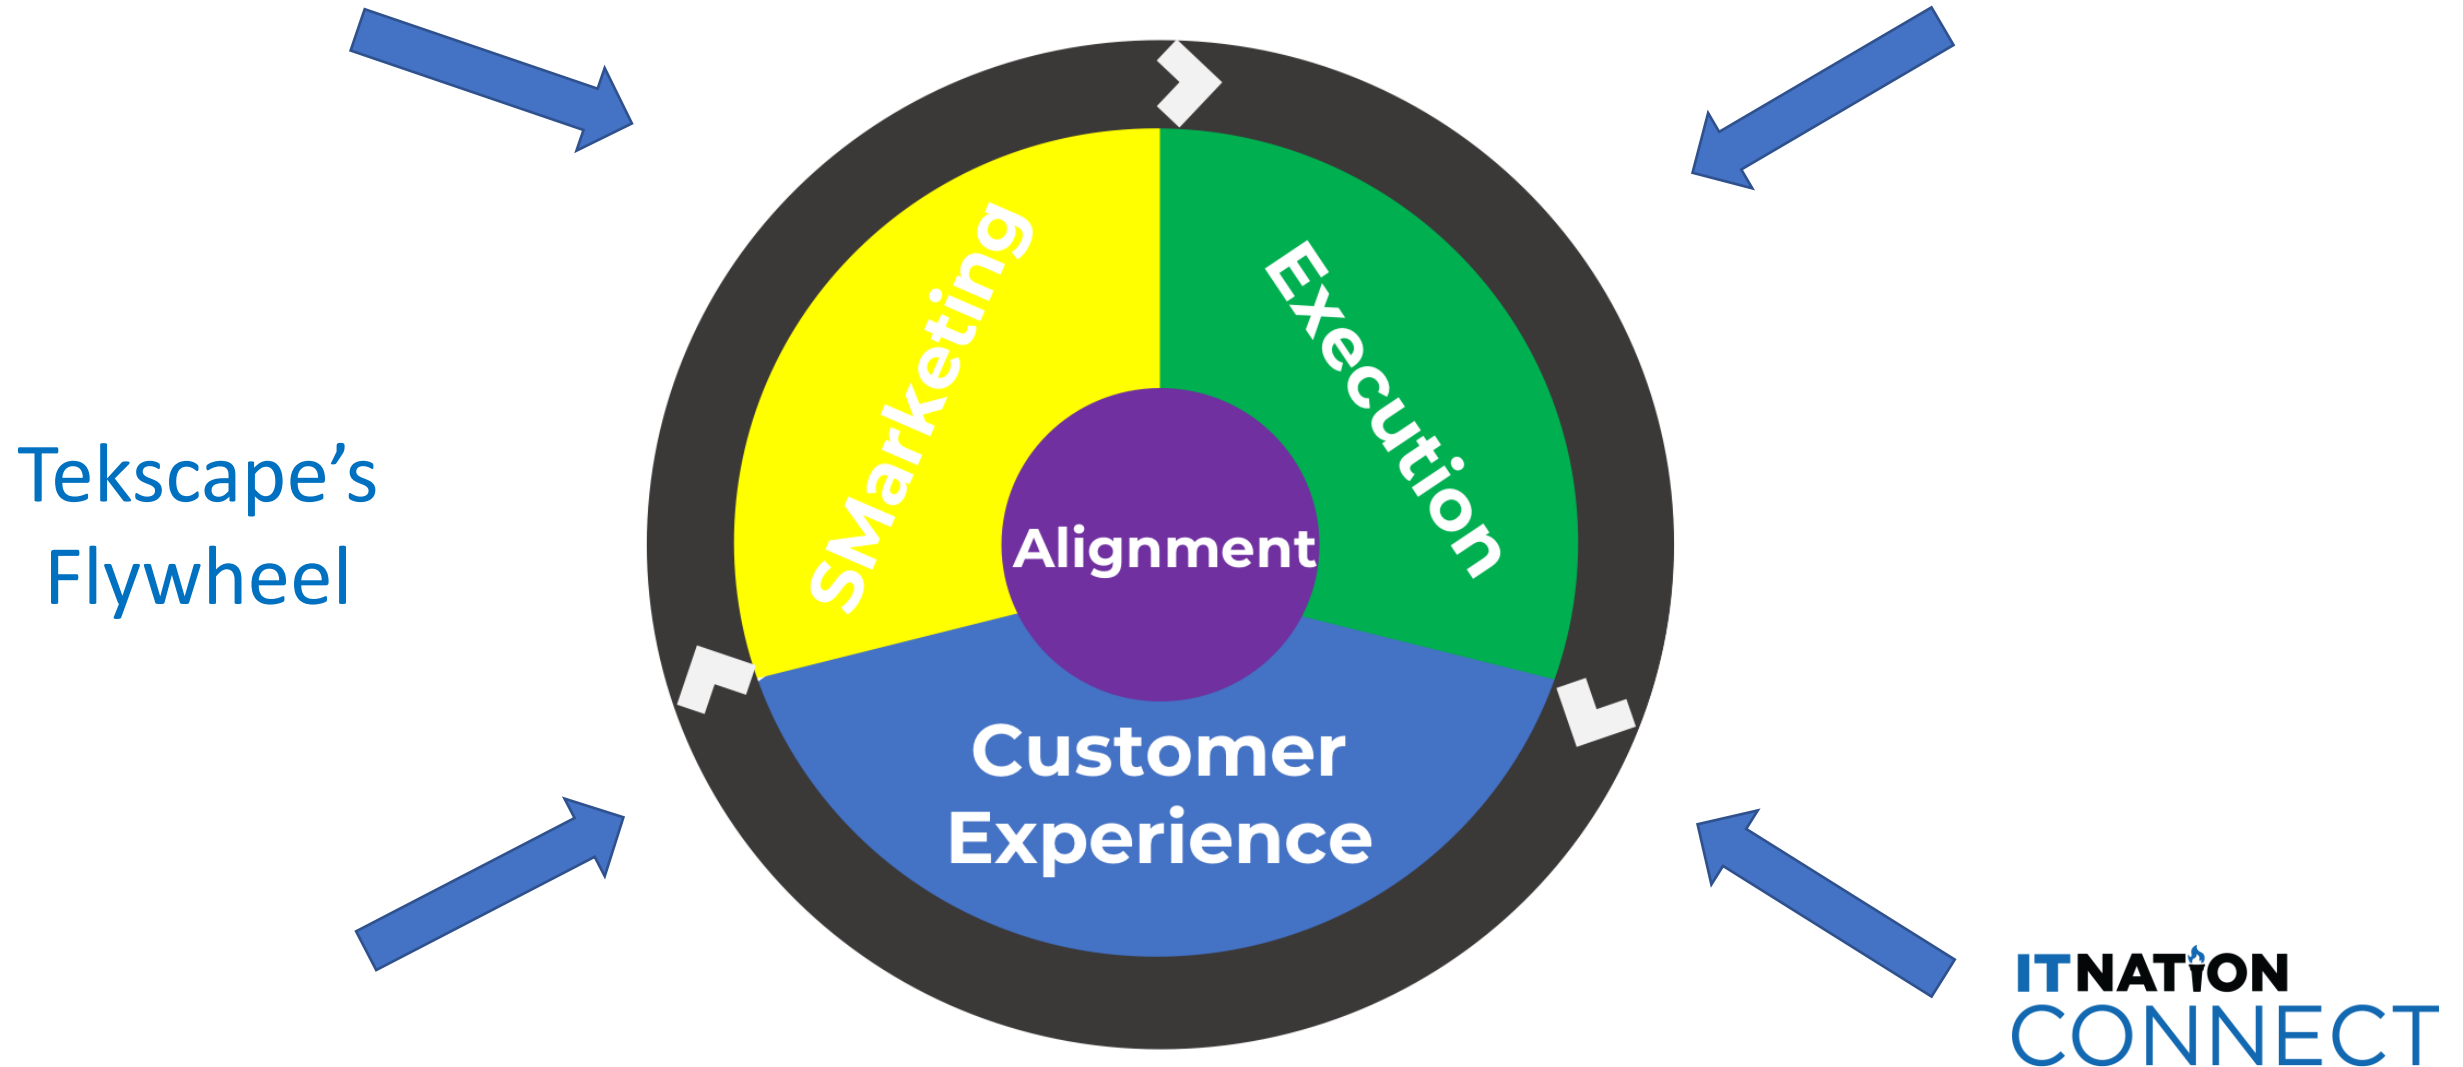 Tekscape’s
Flywheel
SMarketing
Execution
Alignment
Customer
Experience
ITNATION
CONNECT